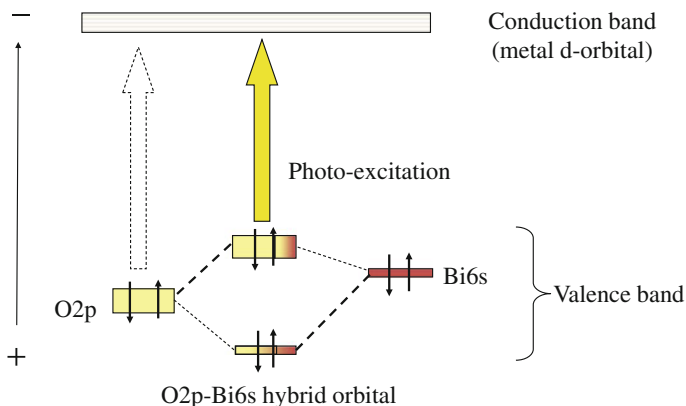 −
Conduction band
(metal d-orbital)
Photo-excitation
Bi6s
O2p
Valence band
+
O2p-Bi6s hybrid orbital